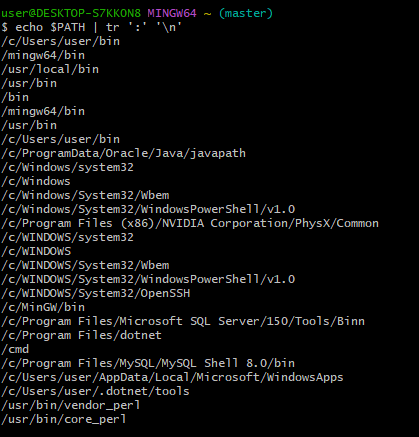 user@DESKTOP-S7KKON8 MINGW64 ~ (master)
$ echo $PATH | tr ':' '\n'
/c/Users/user/bin
/mingw64/bin
/usr/local/bin
/usr/bin
/bin
/mingw64/bin
/usr/bin
/c/Users/user/bin
/c/ProgramData/Oracle/Java/javapath
/c/Windows/system32
/c/Windows
/c/Windows/System32/Wbem
/c/Windows/System32/WindowsPowerShell/v1.0
/c/Program Files (x86)/NVIDIA Corporation/PhysX/Common
/c/WINDOWS/system32
/c/WINDOWS
/c/WINDOWS/System32/Wbem
/c/WINDOWS/System32/WindowsPowerShell/v1.0
/c/WINDOWS/System32/OpenSSH
/c/MinGW/bin
/c/Program Files/Microsoft SQL Server/150/Tools/Binn
/c/Program Files/dotnet
/cmd
/c/Program Files/MySQL/MySQL Shell 8.0/bin
/c/Users/user/AppData/Local/Microsoft/WindowsApps
/c/Users/user/.dotnet/tools
/usr/bin/vendor_perl
/usr/bin/core_perl